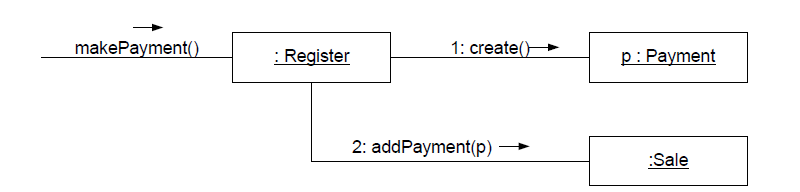 makePayment()
: Register
1: create()
p : Payment
2: addPayment(p)
:Sale